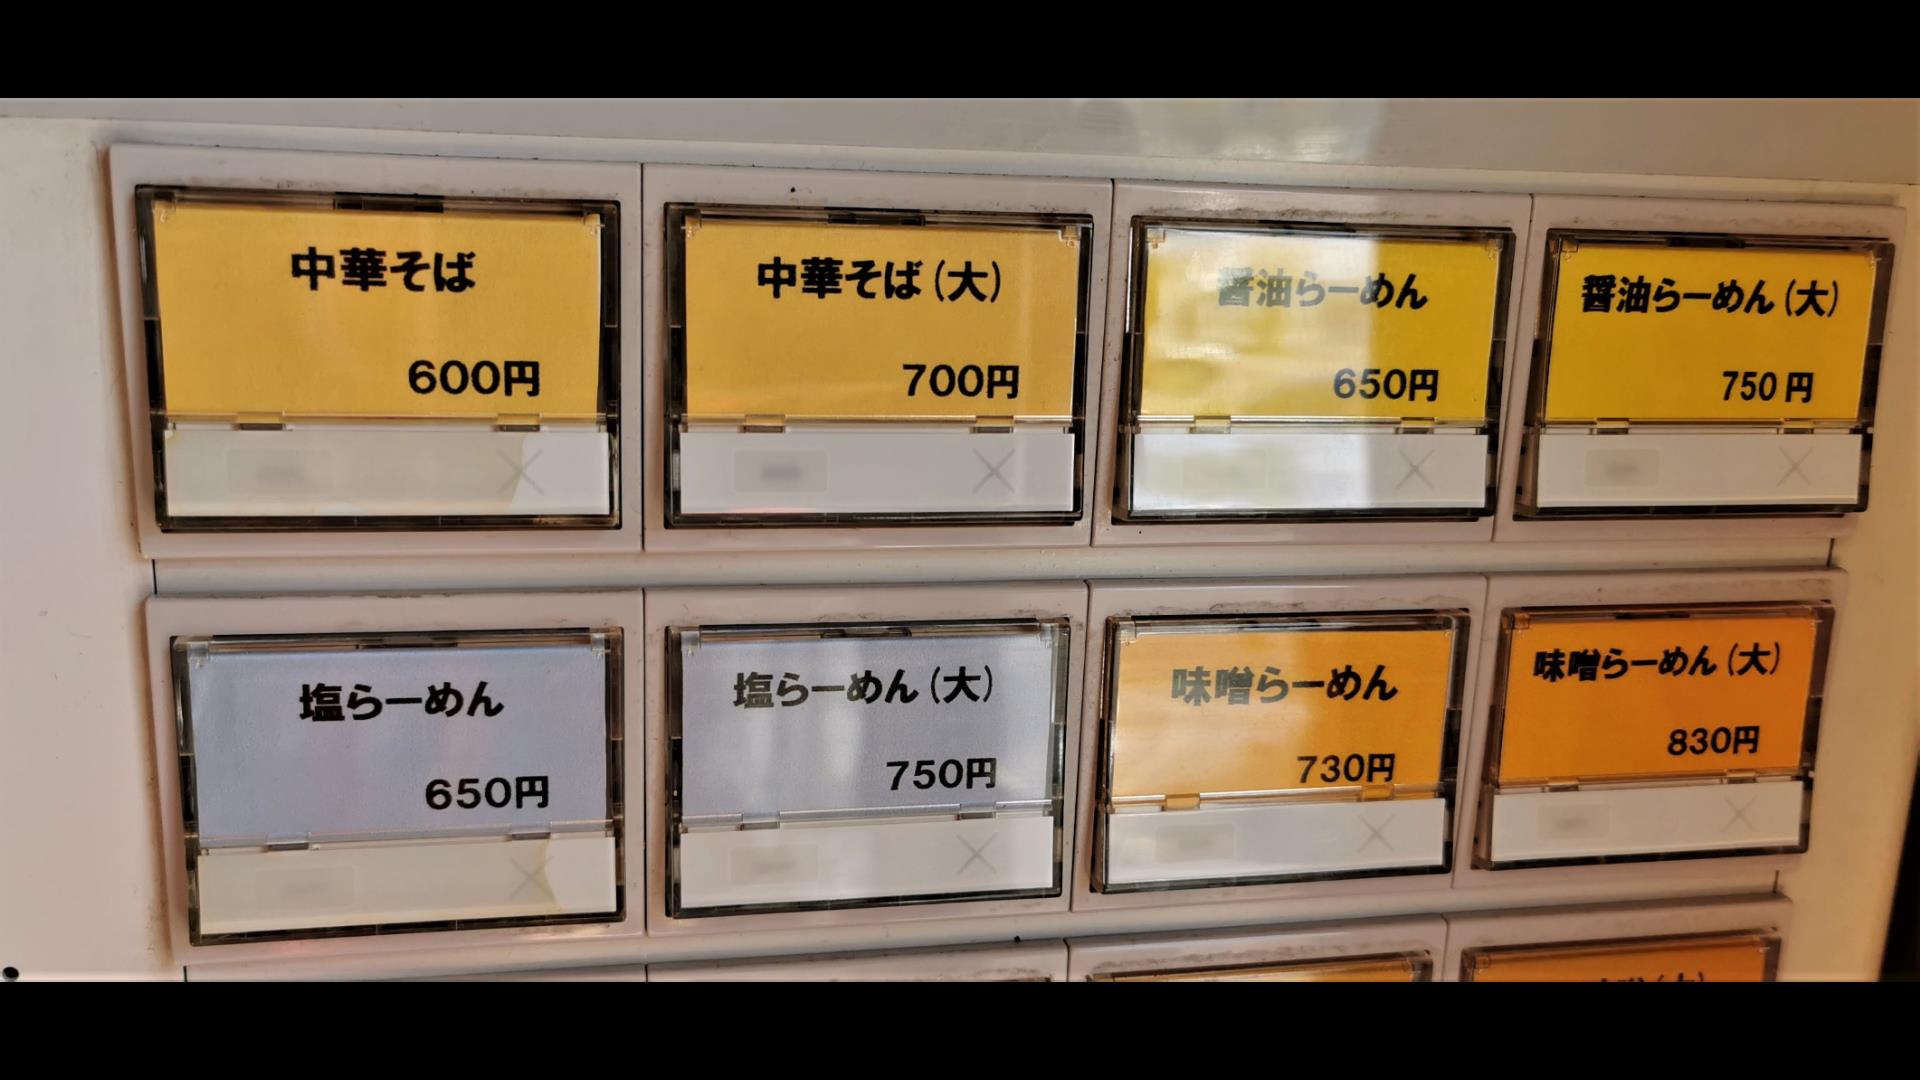 中華そば
600円
中華そば(大)
700円
醤油らーめん
650円
醤油らーめん(大)
750円
塩らーめん
650円
塩らーめん(大)
750円
味噌らーめん
730円
味噌らーめん(大)
830円